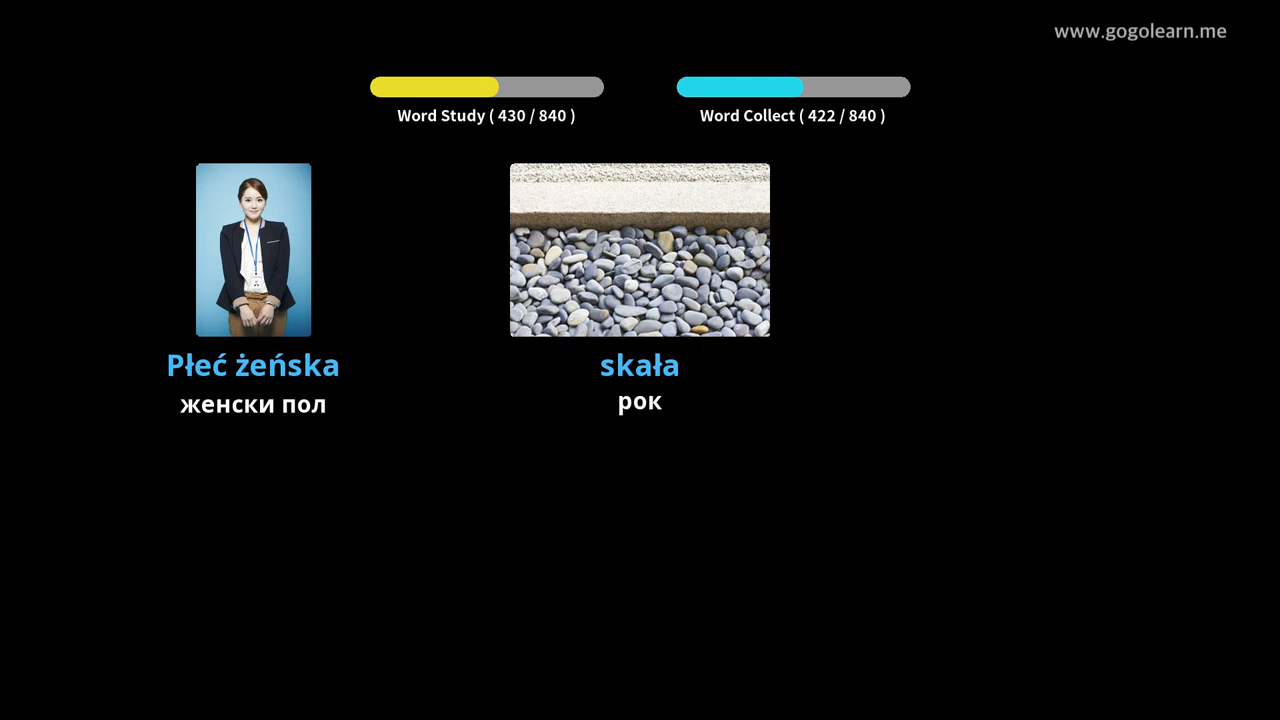 www.gogolearn.me
Word Study ( 430 / 840 )
Word Collect ( 422 / 840 )
Płeć żeńska
женски пол
skała
рок